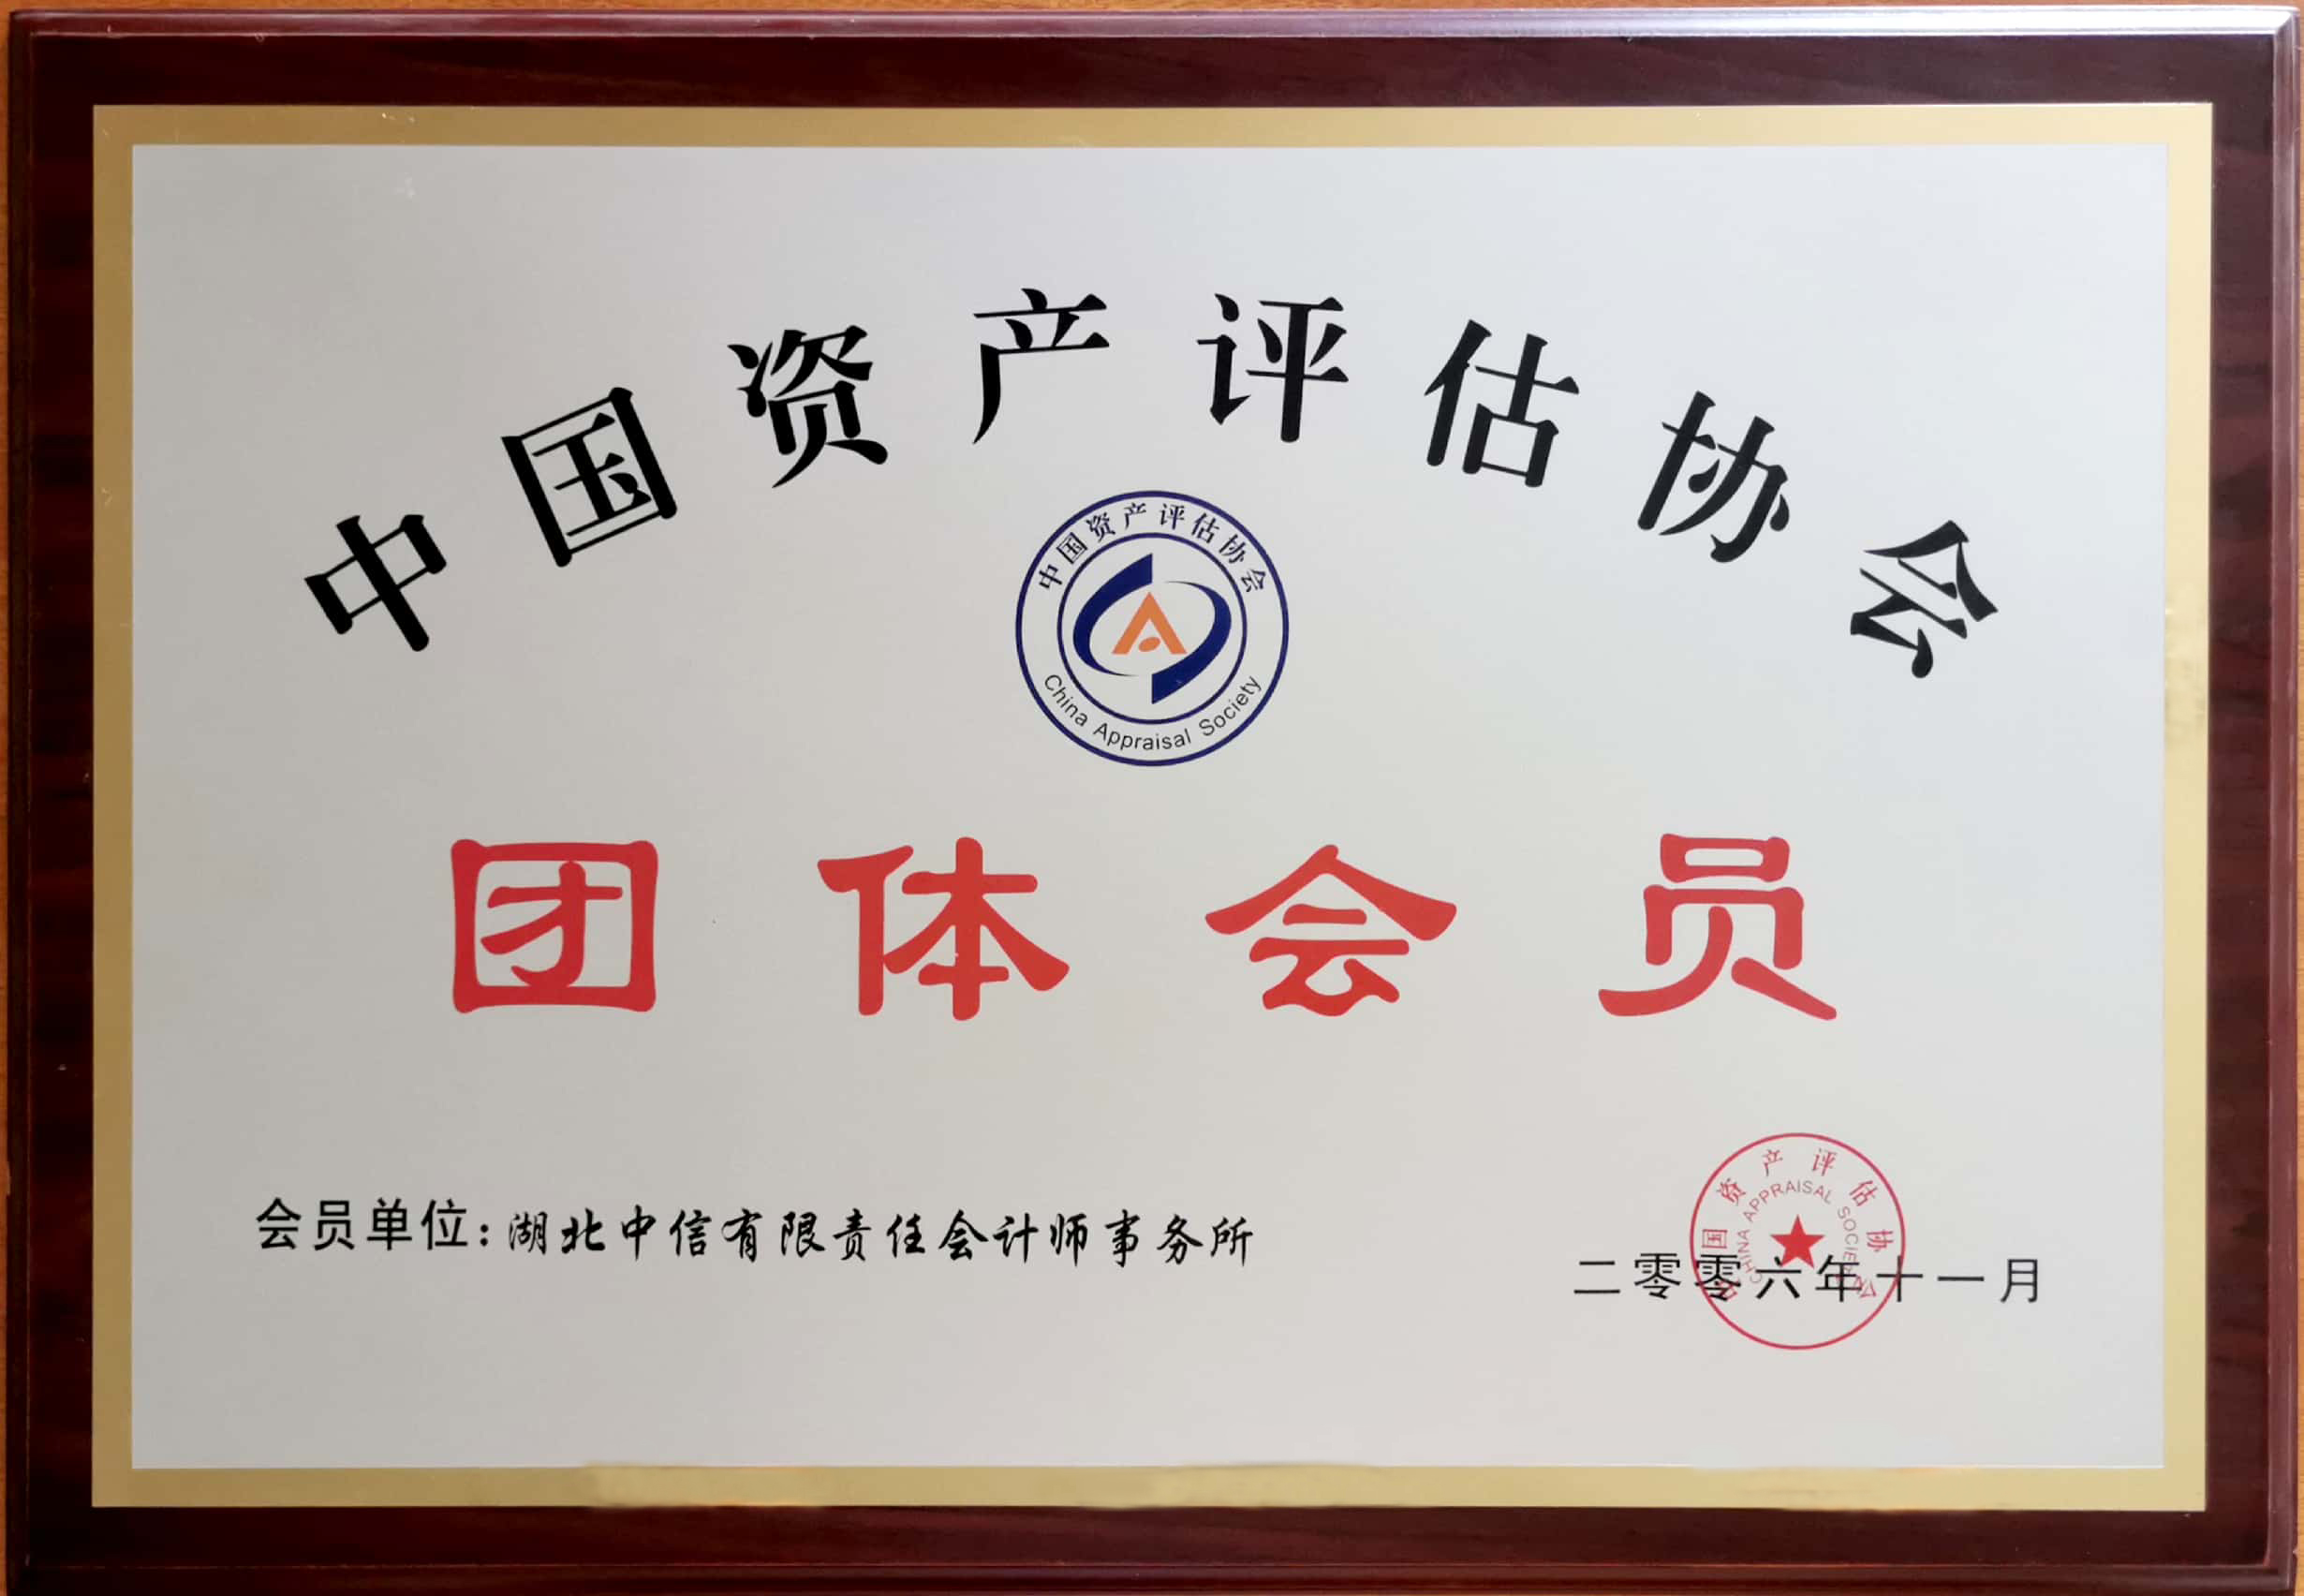 中国资产评估协会
中国资产评估协会
China Appraisal Society
团体会员
会员单位:湖北中信有限责任会计师事务所
中国资产评估协会
CHINA APPRAISAL SOCIETY
二零零六年十一月